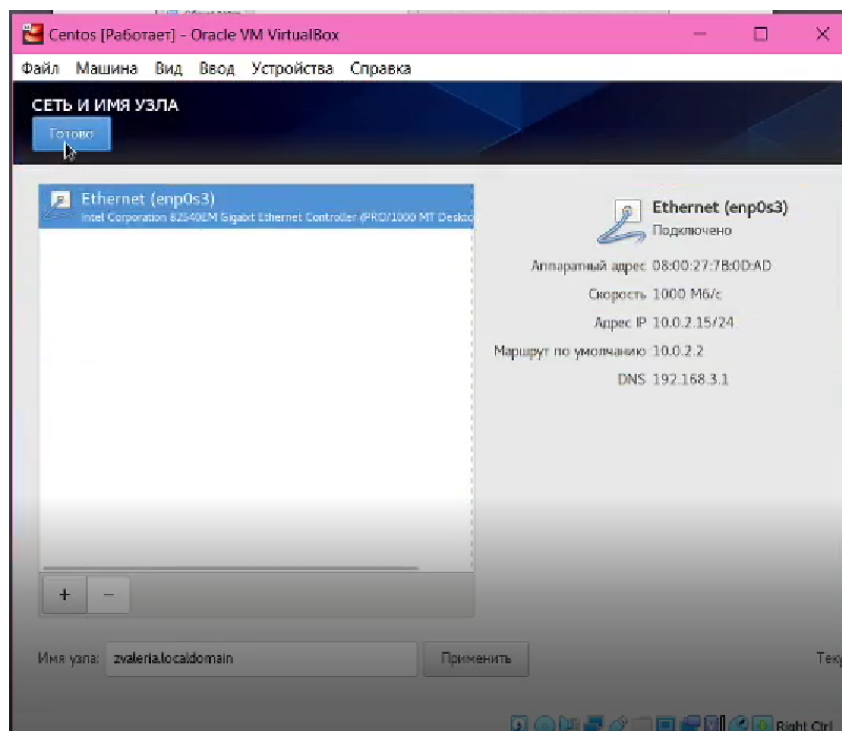 Centos [Работает] - Oracle VM VirtualBox
Файл Машина Вид Ввод Устройства Справка
СЕТЬ И ИМЯ УЗЛА
Готово
Ethernet (enp0s3)
Intel Corporation 82540EM Gigabit Ethernet Controller (PRO/1000 MT Deskto
Ethernet (enp0s3)
Подключено
Аппаратный адрес 08:00:27:7B:0D:AD
Скорость 1000 Мб/с
Адрес IP 10.0.2.15/24
Маршрут по умолчанию 10.0.2.2
DNS 192.168.3.1
+ −
Имя узла: zvaleria.localdomain Применить Теку
Right Ctrl